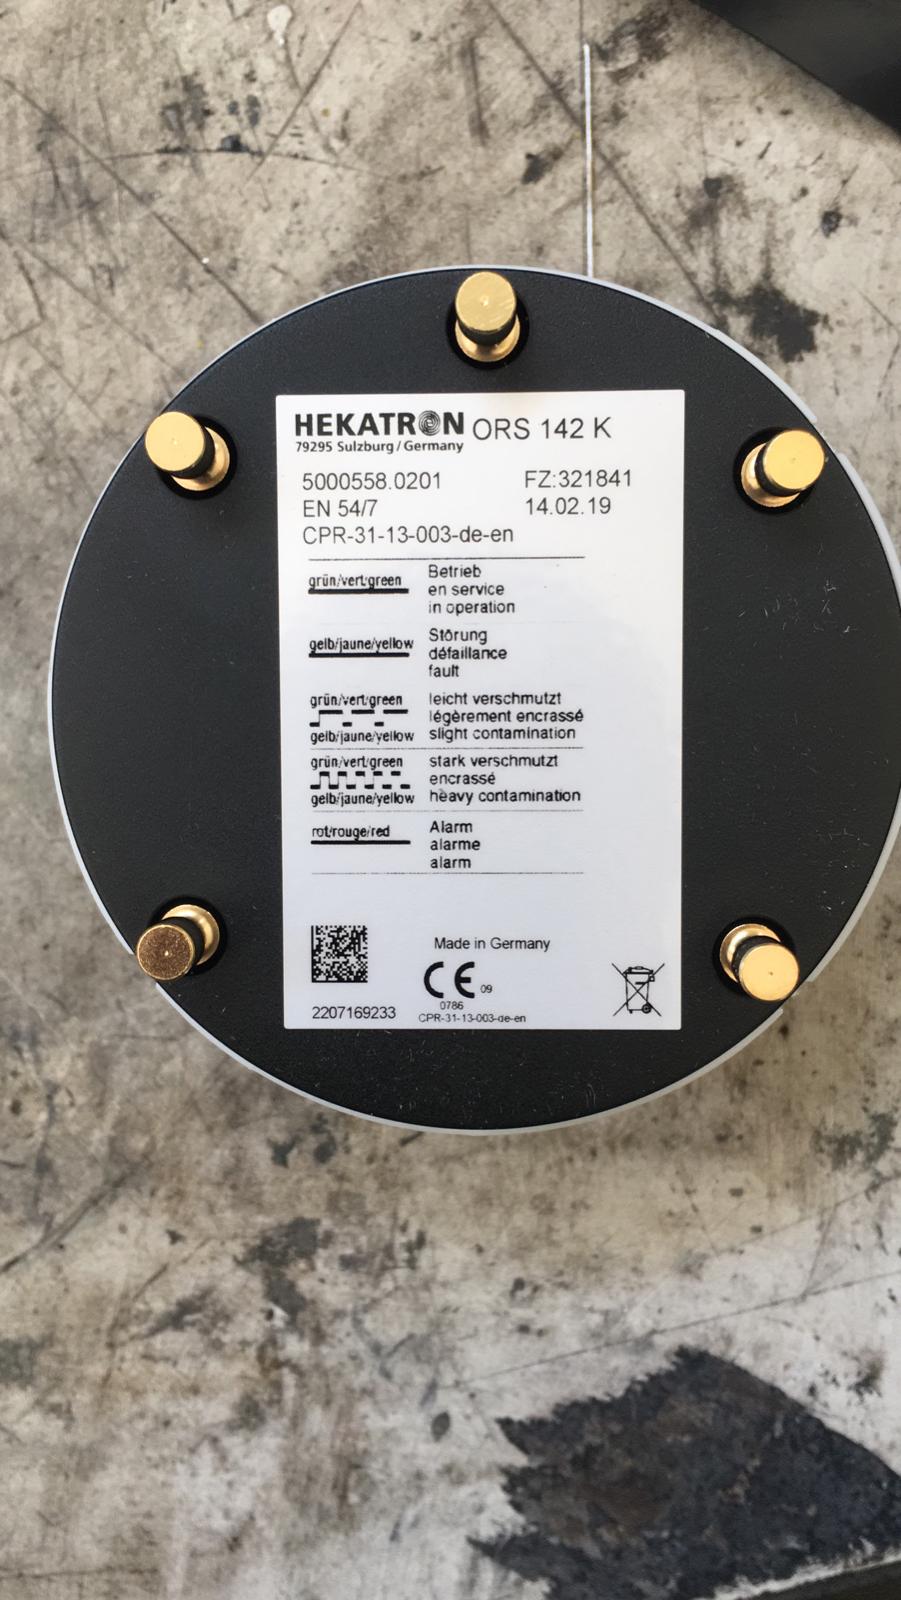 HEKATRON ORS 142 K
79295 Sulzburg / Germany
5000558.0201 FZ:321841
EN 54/7 14.02.19
CPR-31-13-003-de-en
grün/vert/green Betrieb
en service
in operation
gelb/jaune/yellow Störung
défaillance
fault
grün/vert/green leicht verschmutzt
légèrement encrassé
gelb/jaune/yellow slight contamination
grün/vert/green stark verschmutzt
encrassé
gelb/jaune/yellow heavy contamination
rot/rouge/red Alarm
alarme
alarm
Made in Germany
CE 09
0786
2207169233 CPR-31-13-003-de-en